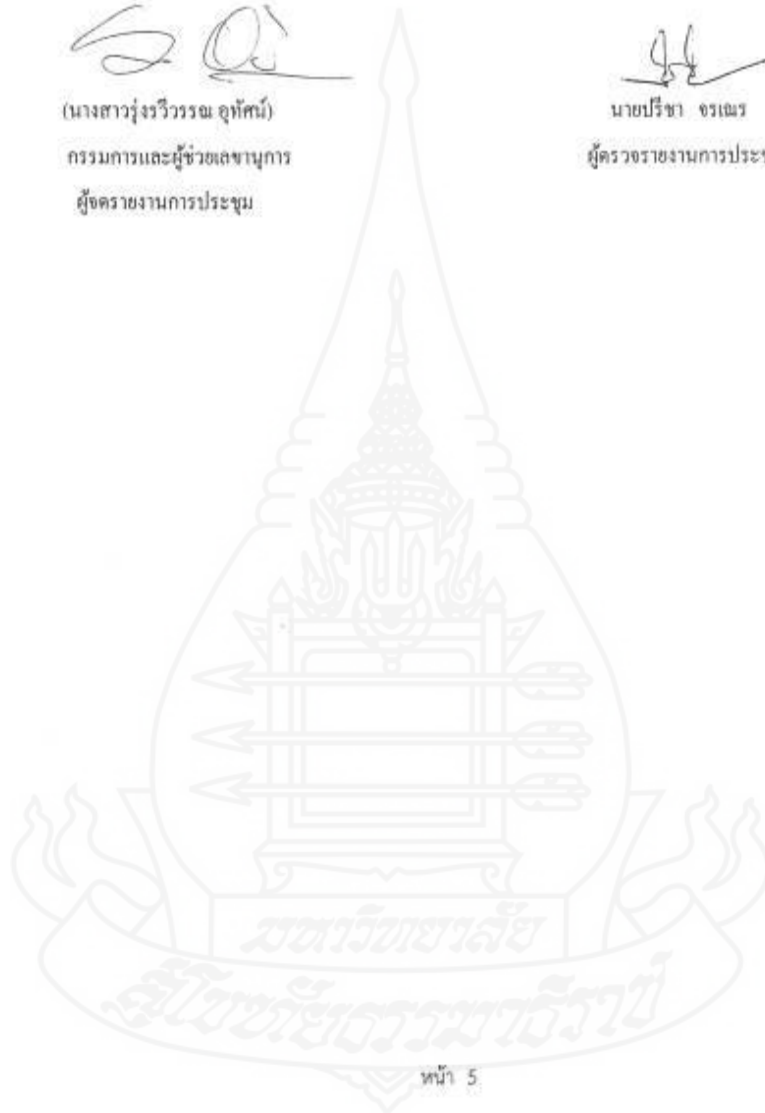 (นางสาวรุ่งรวีวรรณ อุทัศน์)
กรรมการและผู้ช่วยเลขานุการ
ผู้จดรายงานการประชุม
นายปรีชา จรเณร
ผู้ตรวจรายงานการประช
มหาวิทยาลัย
สุโขทัยธรรมาธิราช
หน้า 5